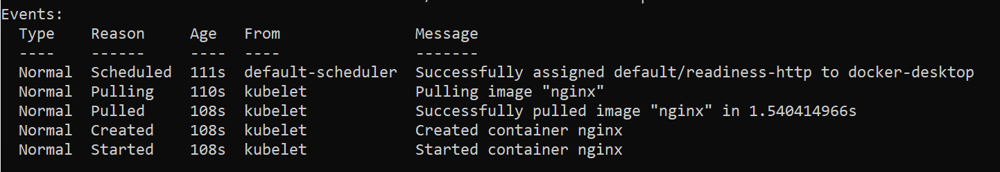 Events:
Type Reason Age From Message
---- ------ ---- ---- -------
Normal Scheduled 111s default-scheduler Successfully assigned default/readiness-http to docker-desktop
Normal Pulling 110s kubelet Pulling image "nginx"
Normal Pulled 108s kubelet Successfully pulled image "nginx" in 1.540414966s
Normal Created 108s kubelet Created container nginx
Normal Started 108s kubelet Started container nginx